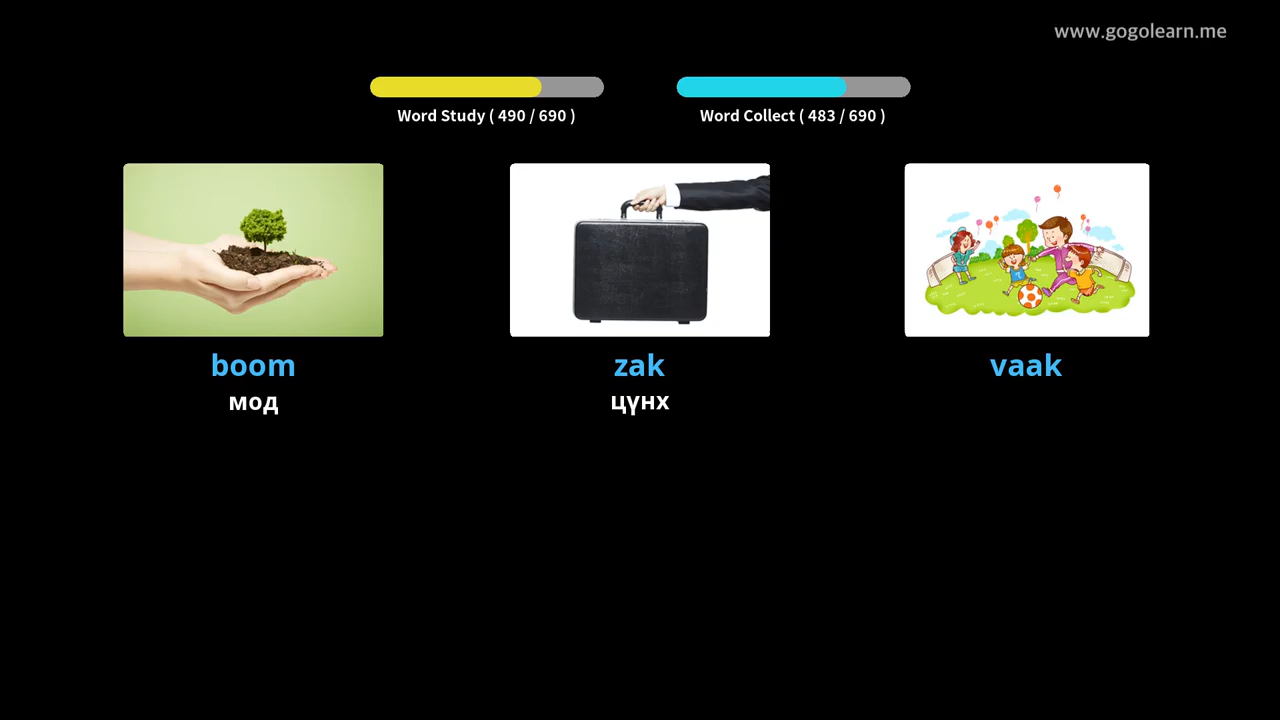 www.gogolearn.me
Word Study ( 490 / 690 )
Word Collect ( 483 / 690 )
boom
zak
vaak
мод
цүнх